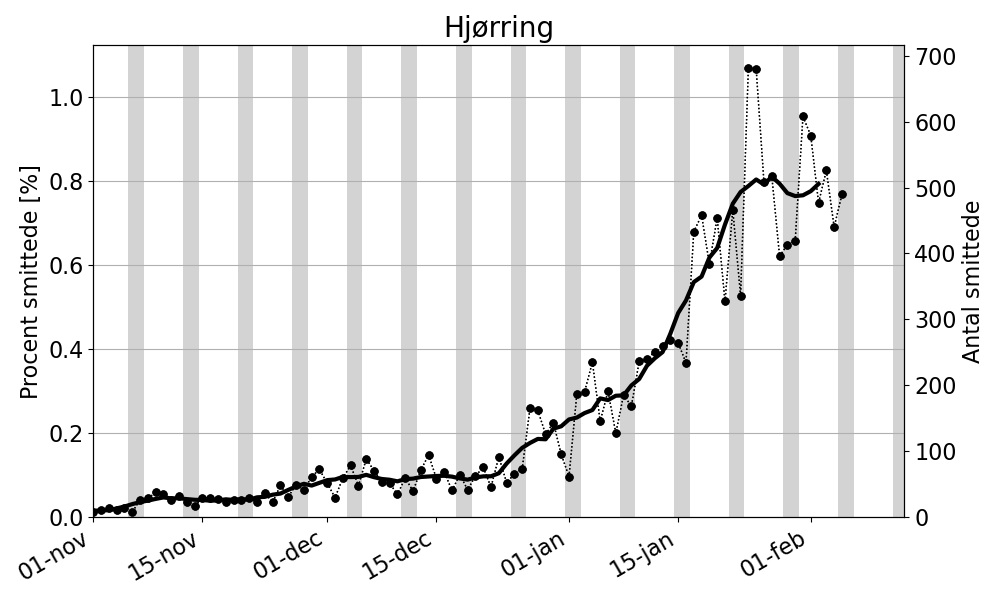 Hjørring
Procent smittede [%]
1.0
0.8
0.6
0.4
0.2
0.0
700
600
500
400
300
200
100
0
Antal smittede
01-nov
15-nov
01-dec
15-dec
01-jan
15-jan
01-feb